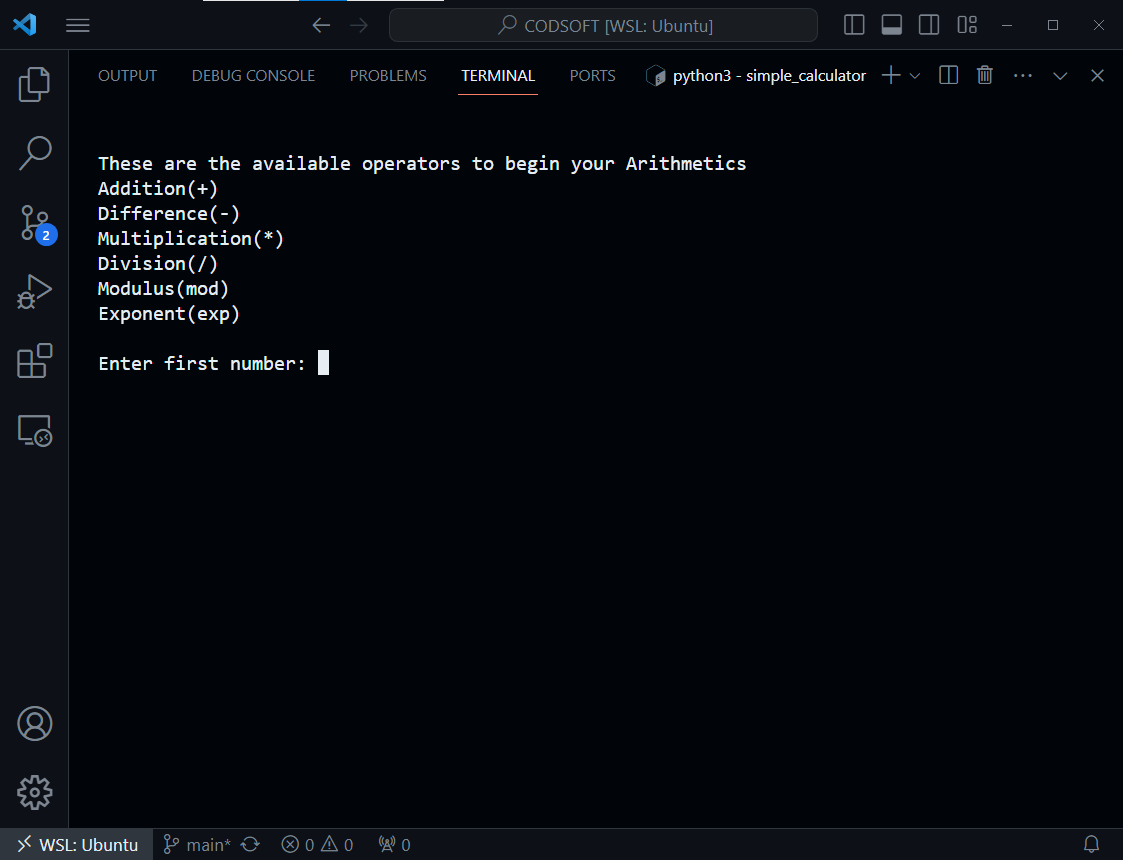 CODSOFT [WSL: Ubuntu]
OUTPUT DEBUG CONSOLE PROBLEMS TERMINAL PORTS python3 - simple_calculator
These are the available operators to begin your Arithmetics
Addition(+)
Difference(-)
Multiplication(*)
Division(/)
Modulus(mod)
Exponent(exp)
Enter first number:
2
WSL: Ubuntu main* 0 0 0